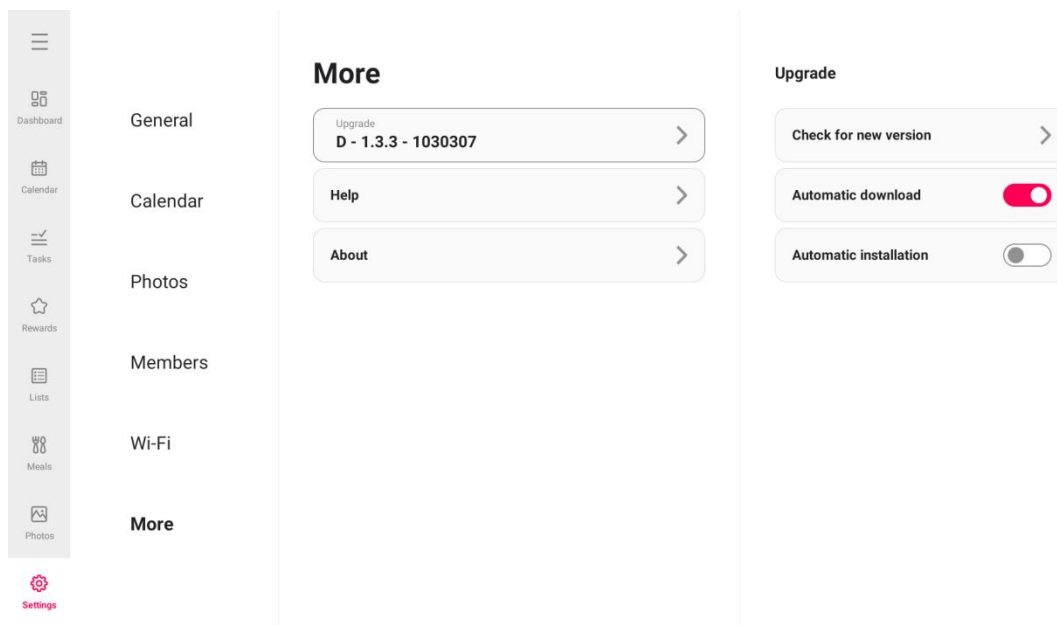 Dashboard
Calendar
Tasks
Rewards
Lists
Meals
Photos
Settings
General
Calendar
Photos
Members
Wi-Fi
More
More
Upgrade
D - 1.3.3 - 1030307
Help
About
Upgrade
Check for new version
Automatic download
Automatic installation